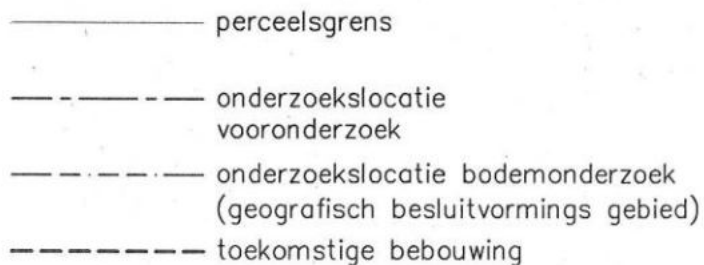 perceelsgrens
onderzoekslocatie
vooronderzoek
onderzoekslocatie bodemonderzoek
(geografisch besluitvormings gebied)
toekomstige bebouwing